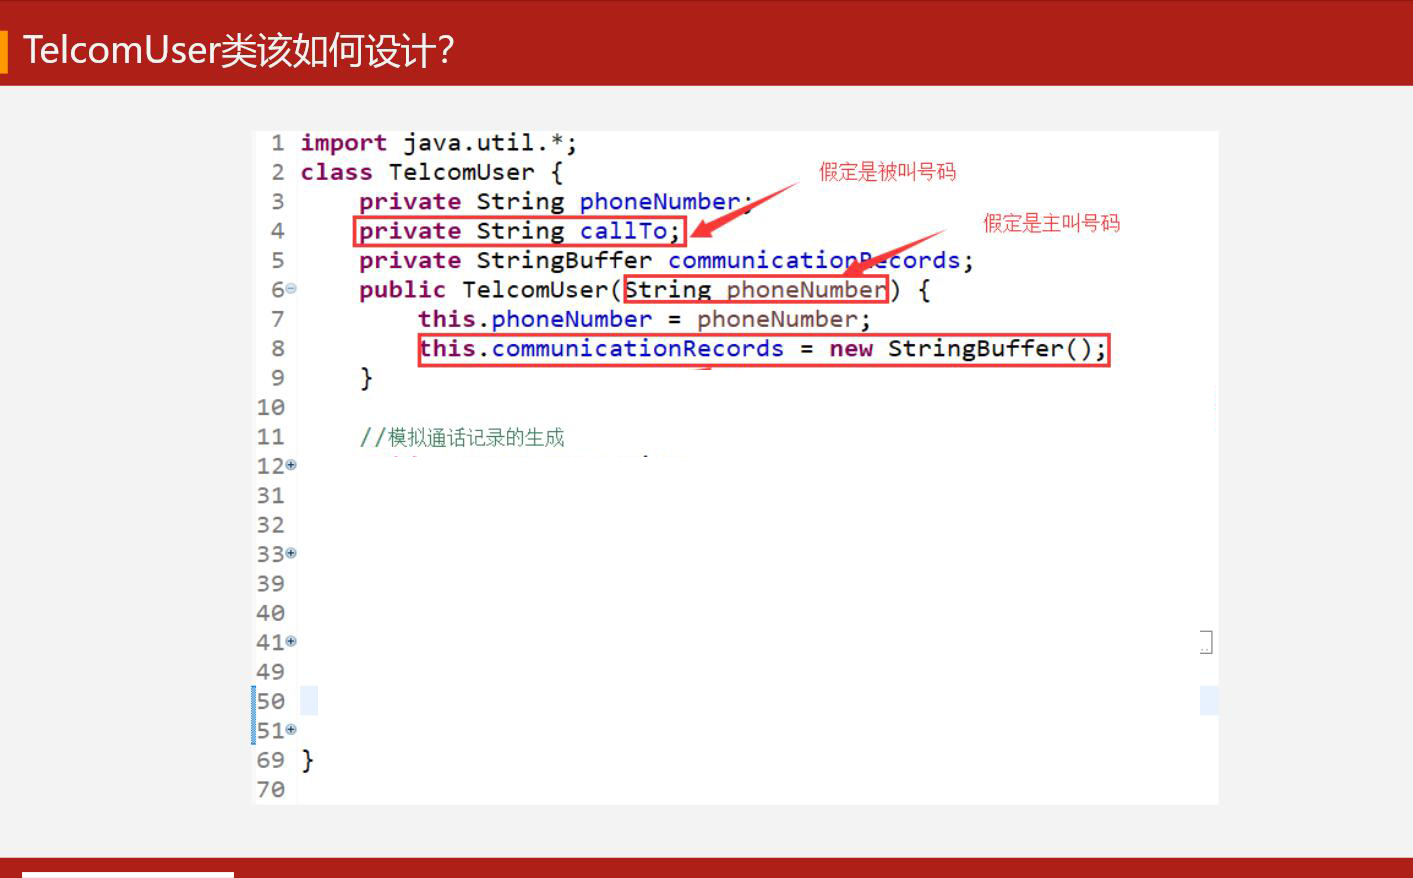 TelcomUser类该如何设计？
1 import java.util.*;
2 class TelcomUser {
假定是被叫号码
3 private String phoneNumber;
假定是主叫号码
4 private String callTo;
5 private StringBuffer communicationRecords;
6 public TelcomUser(String phoneNumber) {
7 this.phoneNumber = phoneNumber;
8 this.communicationRecords = new StringBuffer();
9 }
10
11 //模拟通话记录的生成
12
31
32
33
39
40
41
49
50
51
69 }
70